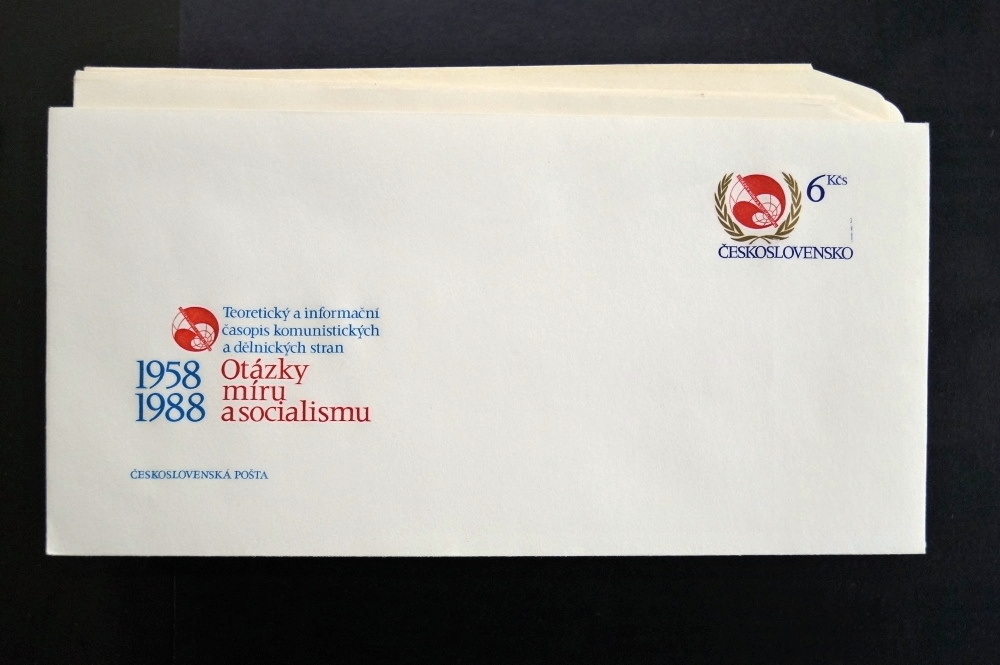 6 Kčs
ČESKOSLOVENSKO
Teoretický a informační
časopis komunistických
a dělnických stran
1958
1988
Otázky
míru
a socialismu
ČESKOSLOVENSKÁ POŠTA